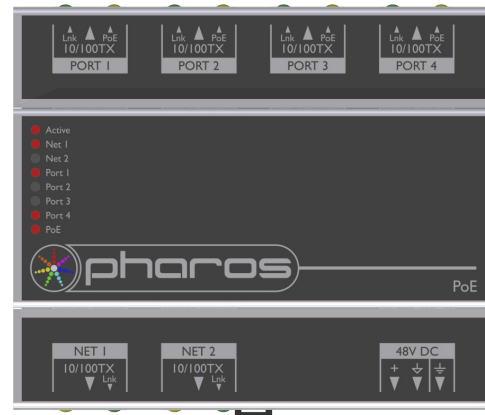 Lnk PoE Lnk PoE Lnk PoE Lnk PoE
10/100TX 10/100TX 10/100TX 10/100TX
PORT 1 PORT 2 PORT 3 PORT 4
Active
Net 1
Net 2
Port 1
Port 2
Port 3
Port 4
PoE
pharos
PoE
NET 1 NET 2 48V DC
10/100TX 10/100TX + 
Lnk Lnk